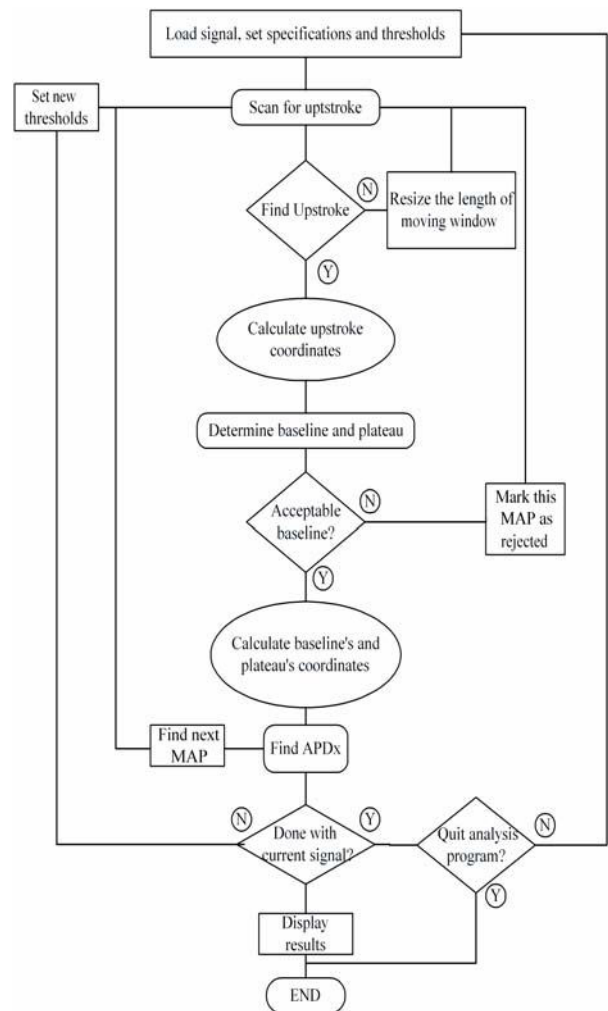 Load signal, set specifications and thresholds
Set new
thresholds
Scan for uptstroke
Find Upstroke
N
Resize the length of
moving window
Y
Calculate upstroke
coordinates
Determine baseline and plateau
Acceptable
baseline?
N
Mark this
MAP as
rejected
Y
Calculate baseline's and
plateau's coordinates
Find next
MAP
Find APDx
N
Done with
current signal?
Y
Quit analysis
program?
N
Y
Display
results
END